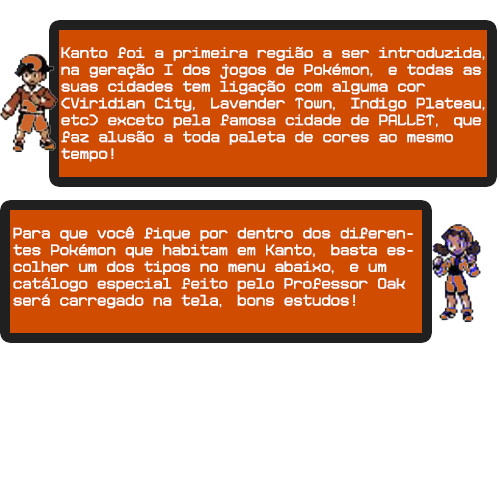 Kanto foi a primeira região a ser introduzida,
na geração I dos jogos de Pokémon, e todas as
suas cidades tem ligação com alguma cor
(Viridian City, Lavender Town, Indigo Plateau,
etc) exceto pela famosa cidade de PALLET, que
faz alusão a toda paleta de cores ao mesmo
tempo!
Para que você fique por dentro dos diferen-
tes Pokémon que habitam em Kanto, basta es-
colher um dos tipos no menu abaixo, e um
catálogo especial feito pelo Professor Oak
será carregado na tela, bons estudos!